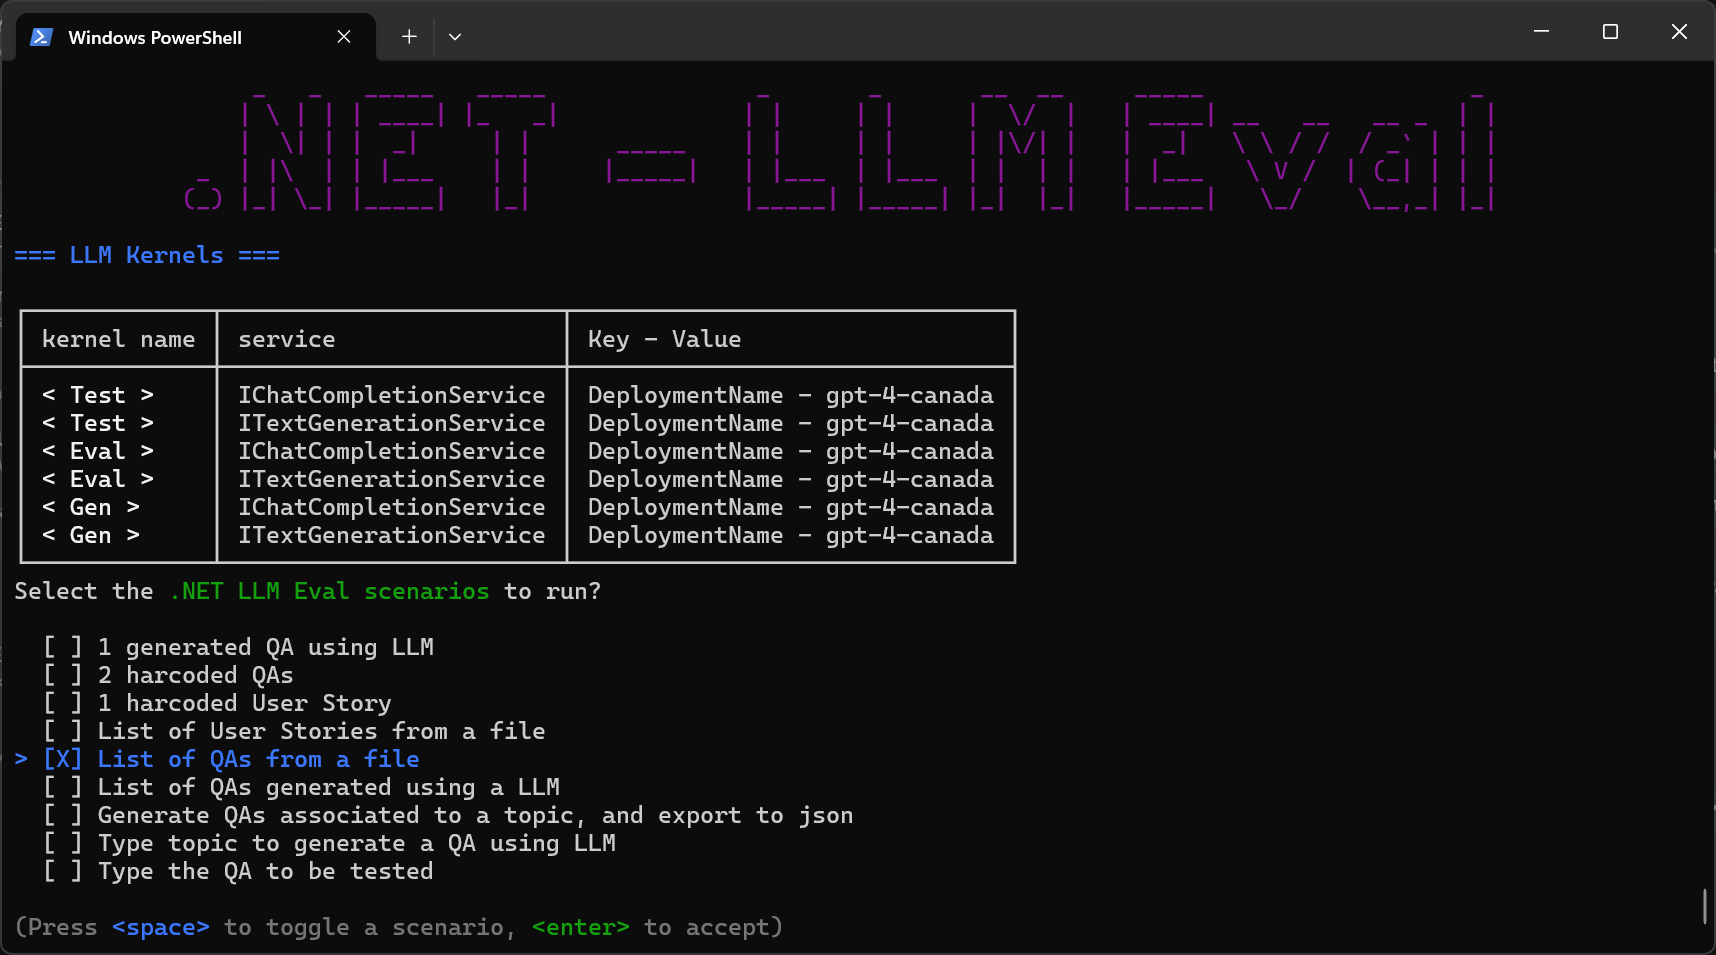 Windows PowerShell
.NET - LLM Eval
=== LLM Kernels ===
kernel name service Key - Value
< Test > IChatCompletionService DeploymentName - gpt-4-canada
< Test > ITextGenerationService DeploymentName - gpt-4-canada
< Eval > IChatCompletionService DeploymentName - gpt-4-canada
< Eval > ITextGenerationService DeploymentName - gpt-4-canada
< Gen > IChatCompletionService DeploymentName - gpt-4-canada
< Gen > ITextGenerationService DeploymentName - gpt-4-canada
Select the .NET LLM Eval scenarios to run?
[ ] 1 generated QA using LLM
[ ] 2 harcoded QAs
[ ] 1 harcoded User Story
[ ] List of User Stories from a file
> [X] List of QAs from a file
[ ] List of QAs generated using a LLM
[ ] Generate QAs associated to a topic, and export to json
[ ] Type topic to generate a QA using LLM
[ ] Type the QA to be tested
(Press <space> to toggle a scenario, <enter> to accept)